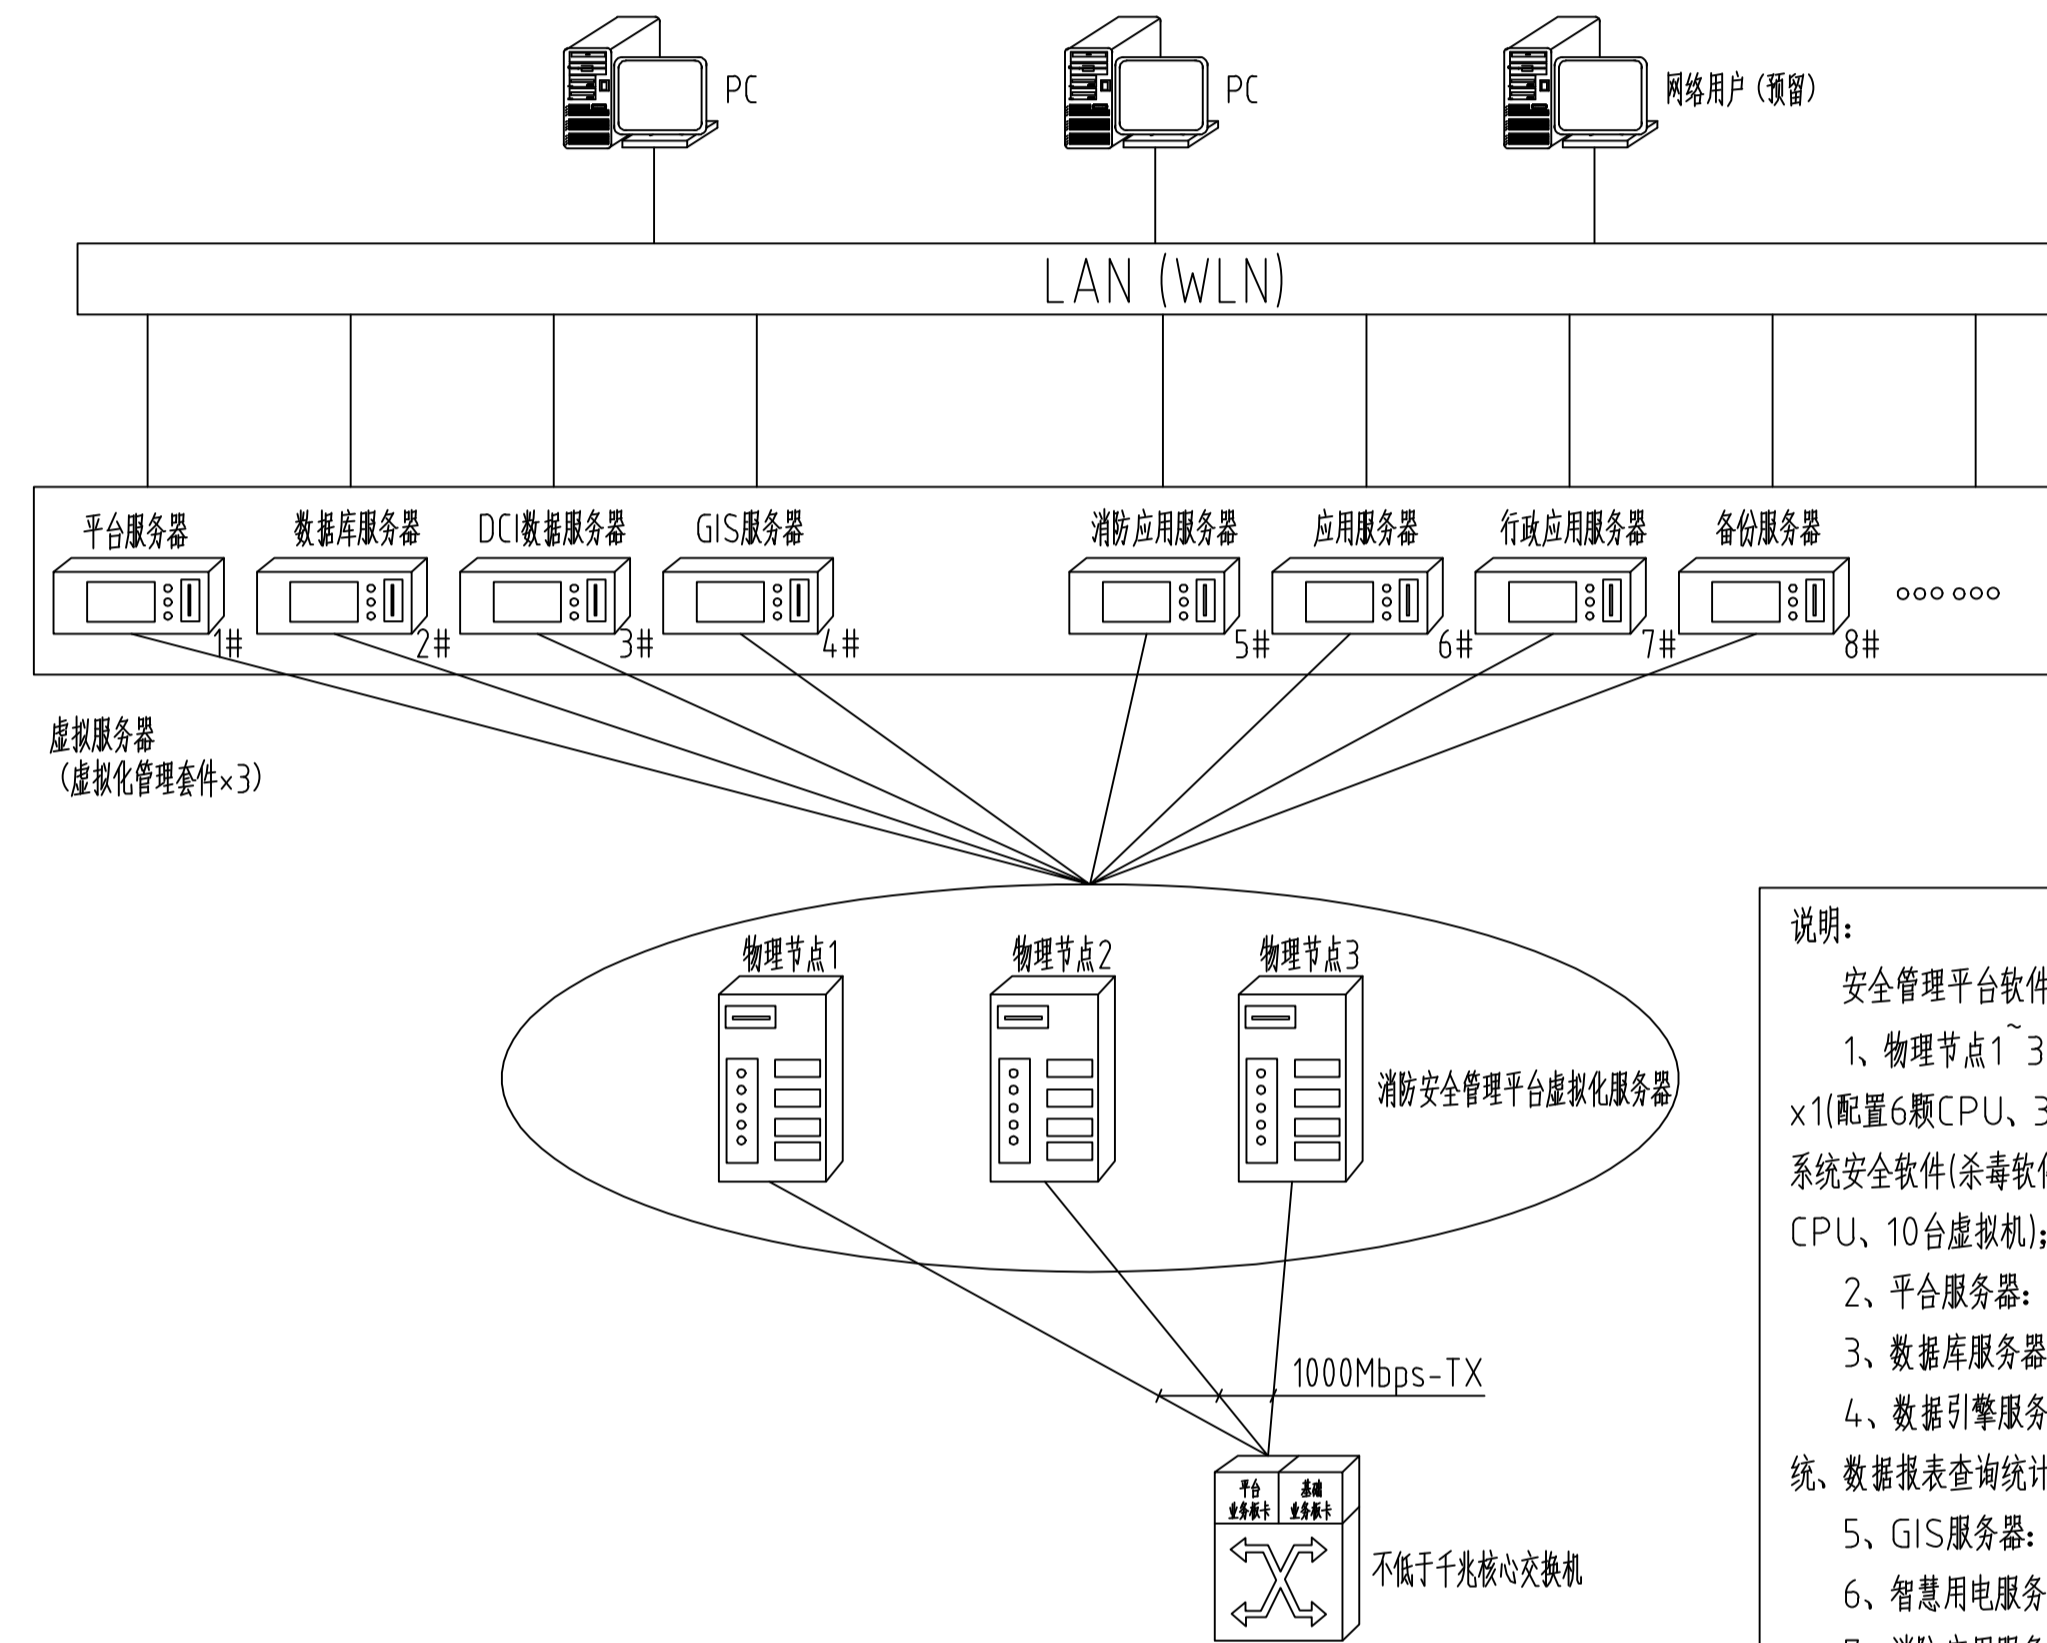 PC
PC
网络用户（预留）
LAN (WLN)
平台服务器
数据库服务器
DCI数据服务器
GIS服务器
消防应用服务器
应用服务器
行政应用服务器
备份服务器
1#
2#
3#
4#
5#
6#
7#
8#
虚拟服务器
（虚拟化管理套件x3）
物理节点1
物理节点2
物理节点3
消防安全管理平台虚拟化服务器
1000Mbps-TX
平台
业务板卡
基础
业务板卡
不低于千兆核心交换机
说明：
安全管理平台软件
1、物理节点1~3
x1(配置6颗CPU、3
系统安全软件(杀毒软件
CPU、10台虚拟机);
2、平台服务器：
3、数据库服务器
4、数据引擎服务
统、数据报表查询统计
5、GIS服务器：
6、智慧用电服务